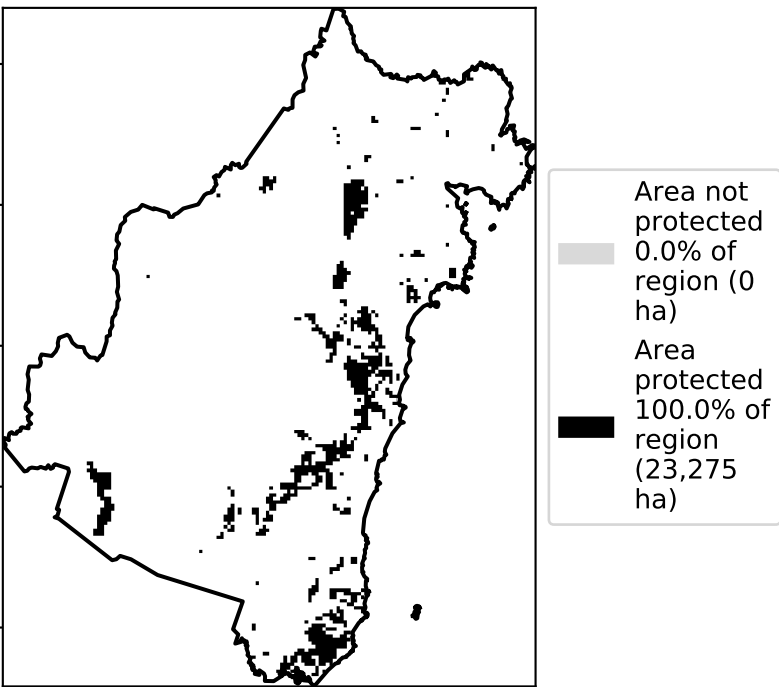 Area not
protected
0.0% of
region (0
ha)
Area
protected
100.0% of
region
(23,275
ha)